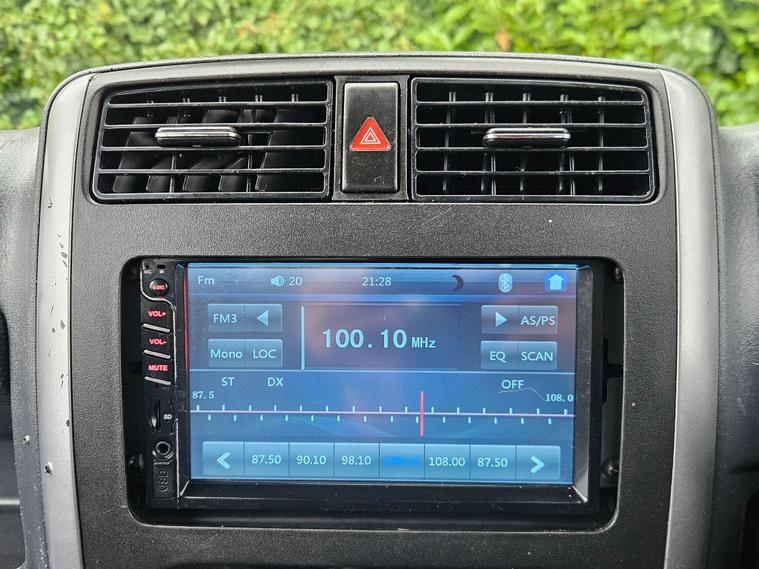 Fm 20 21:28
FM3 AS/PS
100.10 MHz
Mono LOC EQ SCAN
ST DX OFF
87.5 108.0
87.50 90.10 98.10 108.00 87.50
VOL+
VOL-
MUTE
SD
USB